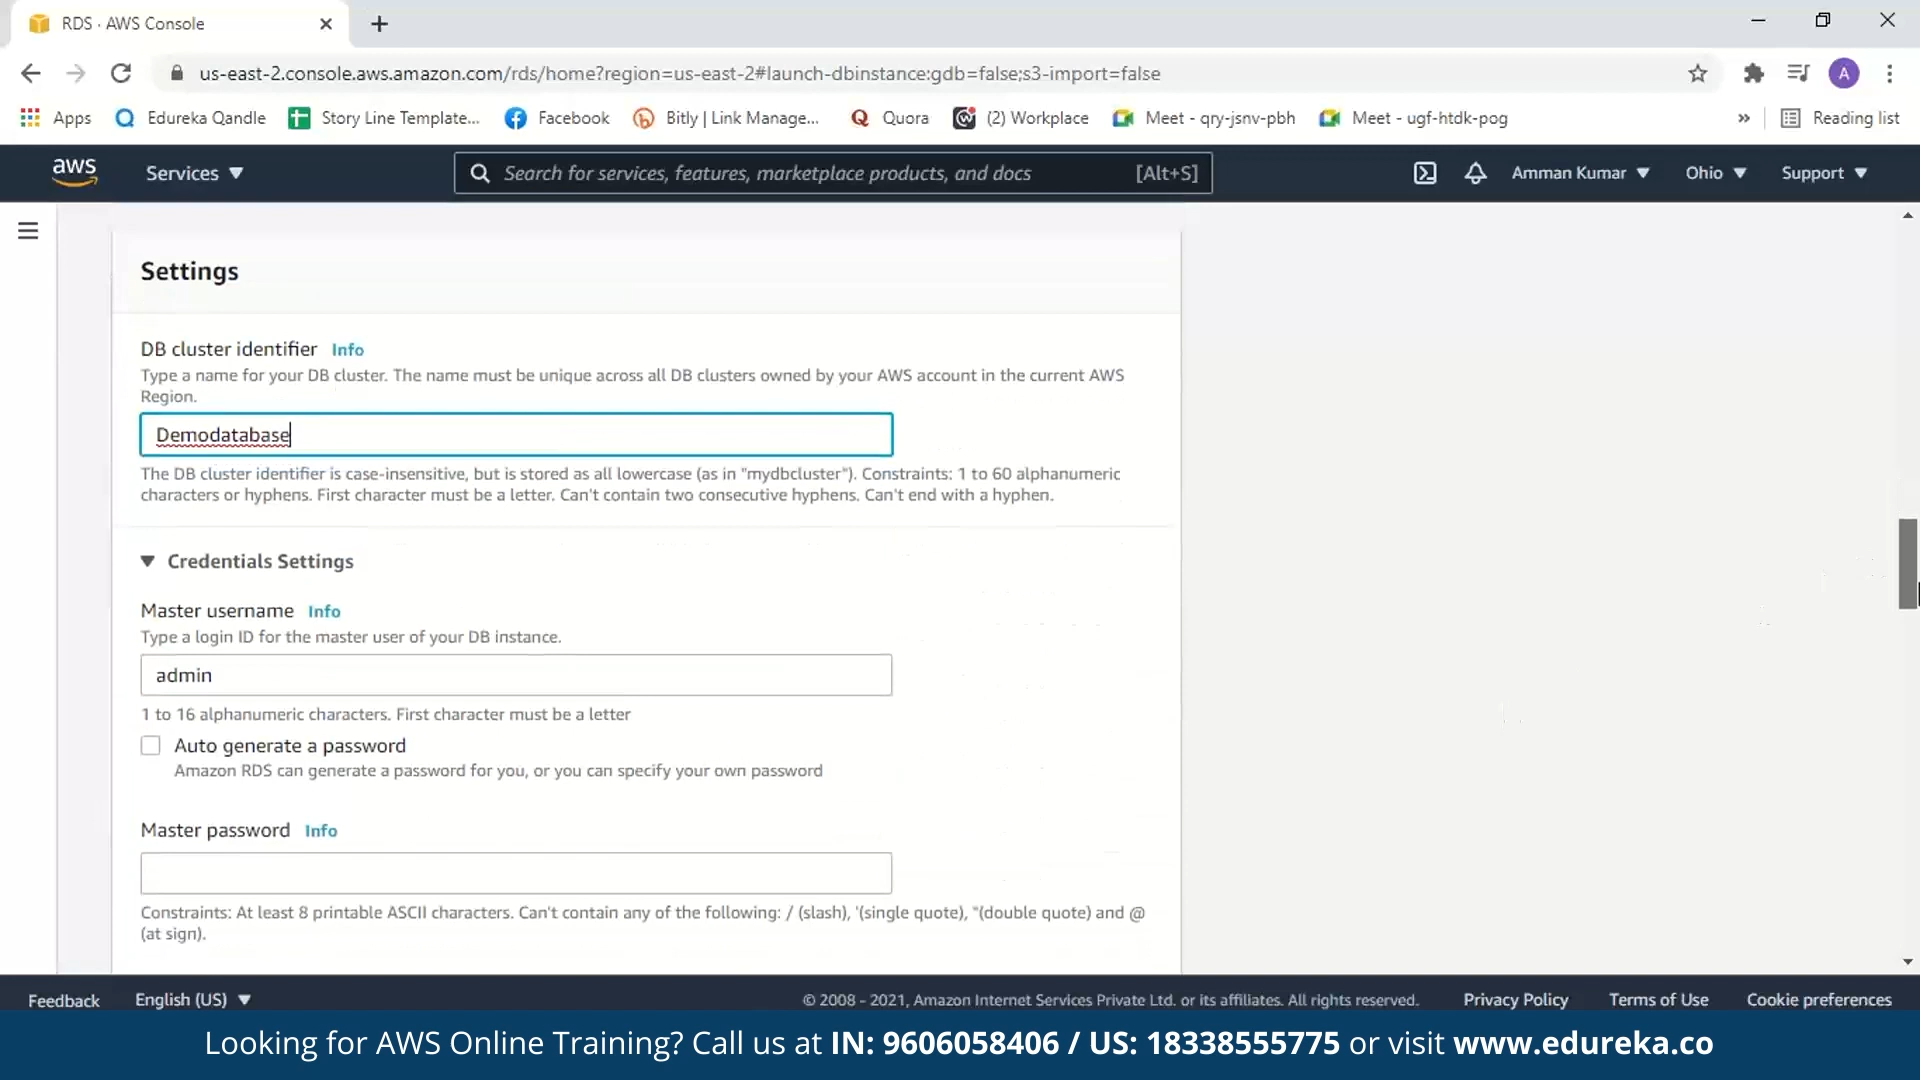 RDS · AWS Console
us-east-2.console.aws.amazon.com/rds/home?region=us-east-2#launch-dbinstance:gdb=false;s3-import=false
A
Apps Edureka Qandle Story Line Template... Facebook Bitly | Link Manage... Quora (2) Workplace Meet - qry-jsnv-pbh Meet - ugf-htdk-pog » Reading list
aws Services Search for services, features, marketplace products, and docs [Alt+S] Amman Kumar Ohio Support
Settings
DB cluster identifier Info
Type a name for your DB cluster. The name must be unique across all DB clusters owned by your AWS account in the current AWS
Region.
Demodatabase
The DB cluster identifier is case-insensitive, but is stored as all lowercase (as in "mydbcluster"). Constraints: 1 to 60 alphanumeric
characters or hyphens. First character must be a letter. Can't contain two consecutive hyphens. Can't end with a hyphen.
Credentials Settings
Master username Info
Type a login ID for the master user of your DB instance.
admin
1 to 16 alphanumeric characters. First character must be a letter
Auto generate a password
Amazon RDS can generate a password for you, or you can specify your own password
Master password Info
Constraints: At least 8 printable ASCII characters. Can't contain any of the following: / (slash), '(single quote), "(double quote) and @
(at sign).
Feedback English (US) © 2008 - 2021, Amazon Internet Services Private Ltd. or its affiliates. All rights reserved. Privacy Policy Terms of Use Cookie preferences
Looking for AWS Online Training? Call us at IN: 9606058406 / US: 18338555775 or visit www.edureka.co